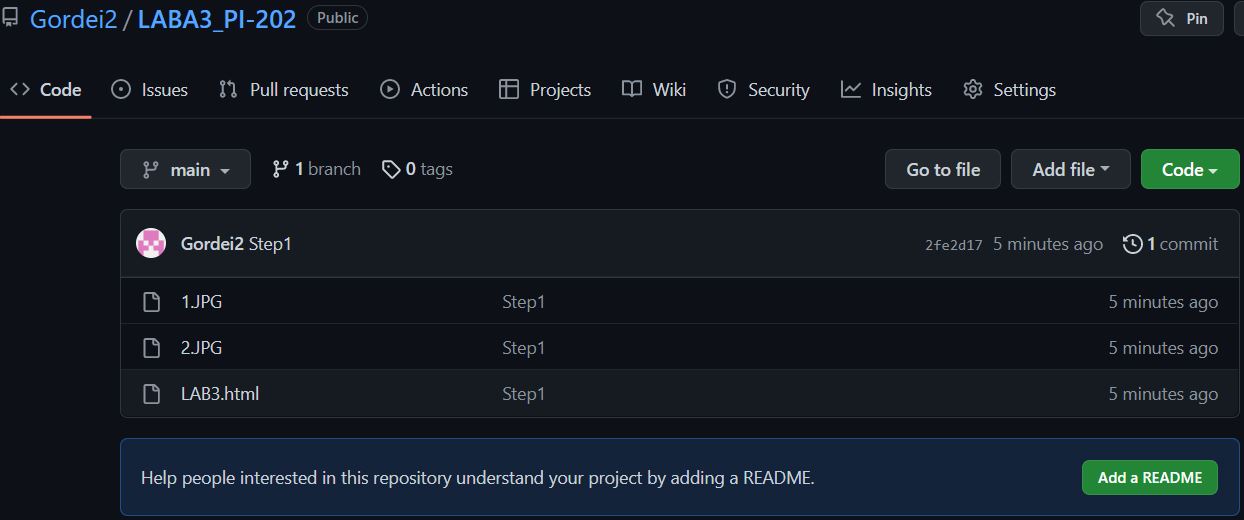 Gordei2 / LABA3_PI-202 Public Pin
Code Issues Pull requests Actions Projects Wiki Security Insights Settings
main 1 branch 0 tags Go to file Add file Code
Gordei2 Step1 2fe2d17 5 minutes ago 1 commit
1.JPG Step1 5 minutes ago
2.JPG Step1 5 minutes ago
LAB3.html Step1 5 minutes ago
Help people interested in this repository understand your project by adding a README. Add a README